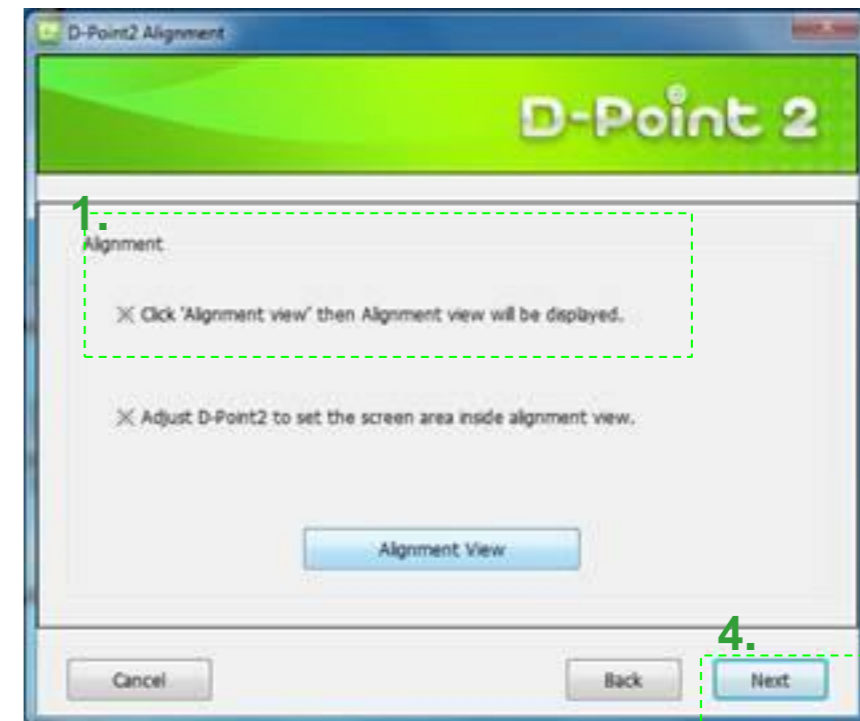 D-Point2 Alignment
D-Point 2
1.
Alignment
※ Click 'Alignment view' then Alignment view will be displayed.
※ Adjust D-Point2 to set the screen area inside alignment view.
Alignment View
4.
Cancel Back Next